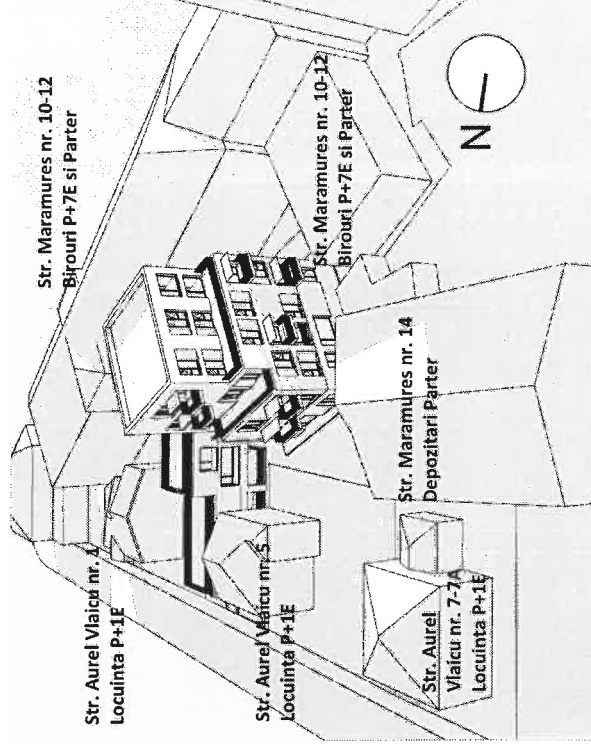 Str. Maramures nr. 10-12
Birouri P+7E si Parter
Str. Maramures nr. 10-12
Birouri P+7E si Parter
N
Str. Aurel Vlaicu nr.
Locuinta P+1E
Str. Aurel Vlaicu nr. 5
Locuinta P+1E
Str. Maramures nr. 14
Depozitari Parter
Str. Aurel
Vlaicu nr. 7-7A
Locuinta P+1E